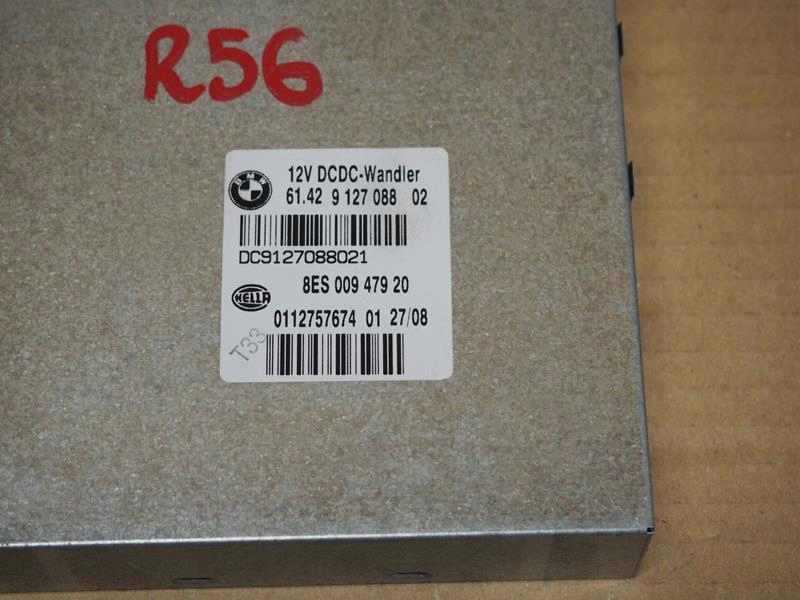 R56
BMW
12V DCDC-Wandler
61.42 9 127 088 02
DC9127088021
8ES 009 479 20
HELLA
0112757674 01 27/08
T33